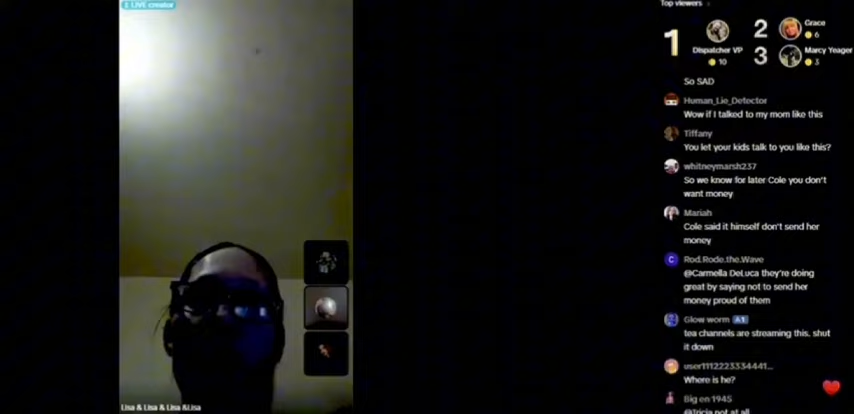 LIVE creator
Top viewers
1
Dispatcher VP
10
2
Grace
6
3
Marcy Yeager
3
So SAD
Human_Lie_Detector
Wow if I talked to my mom like this
Tiffany
You let your kids talk to you like this?
whitneymarsh237
So we know for later Cole you don't
want money
Mariah
Cole said it himself don't send her
money
C
Rod.Rode.the.Wave
@Carmella DeLuca they're doing
great by saying not to send her
money proud of them
Glow worm
tea channels are streaming this. shut
it down
user1112223334441...
Where is he?
Big en 1945
@Tricia not at all
Lisa & Lisa & Lisa &Lisa